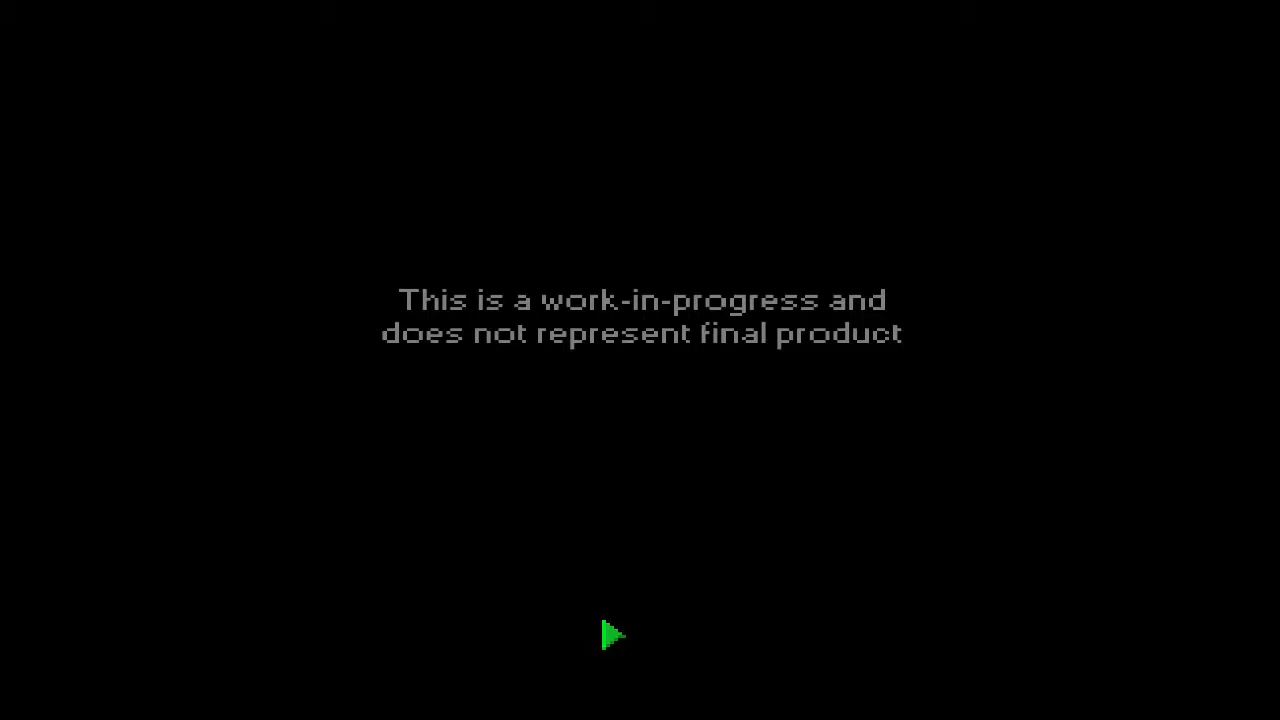 This is a work-in-progress and
does not represent final product